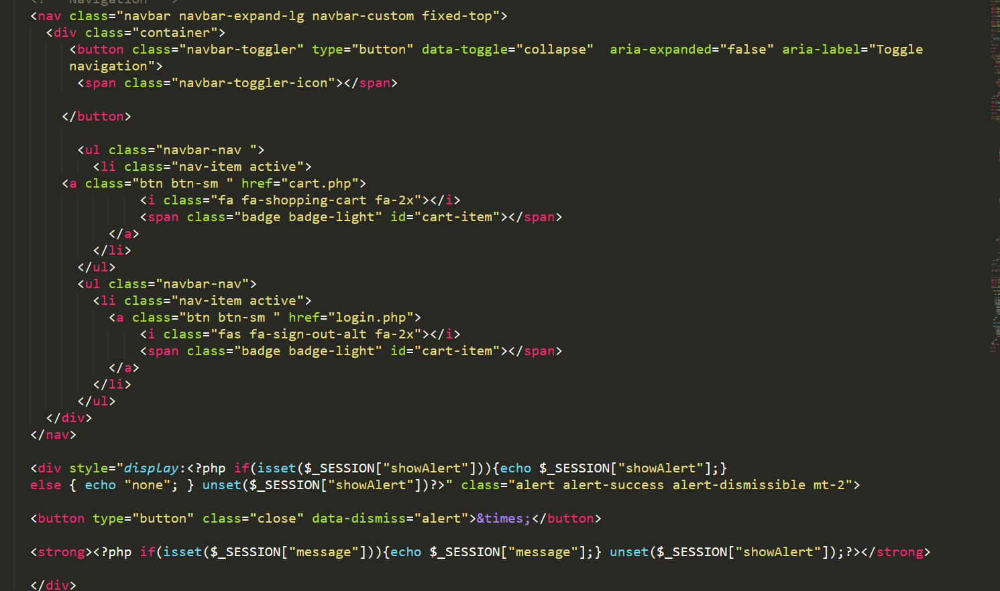 <!-- Navigation -->
<nav class="navbar navbar-expand-lg navbar-custom fixed-top">
<div class="container">
<button class="navbar-toggler" type="button" data-toggle="collapse"  aria-expanded="false" aria-label="Toggle
navigation">
<span class="navbar-toggler-icon"></span>
</button>
<ul class="navbar-nav ">
<li class="nav-item active">
<a class="btn btn-sm " href="cart.php">
<i class="fa fa-shopping-cart fa-2x"></i>
<span class="badge badge-light" id="cart-item"></span>
</a>
</li>
</ul>
<ul class="navbar-nav">
<li class="nav-item active">
<a class="btn btn-sm " href="login.php">
<i class="fas fa-sign-out-alt fa-2x"></i>
<span class="badge badge-light" id="cart-item"></span>
</a>
</li>
</ul>
</div>
</nav>
<div style="display:<?php if(isset($_SESSION["showAlert"])){echo $_SESSION["showAlert"];}
else { echo "none"; } unset($_SESSION["showAlert"])?>" class="alert alert-success alert-dismissible mt-2">
<button type="button" class="close" data-dismiss="alert">&times;</button>
<strong><?php if(isset($_SESSION["message"])){echo $_SESSION["message"];} unset($_SESSION["showAlert"]);?></strong>
</div>